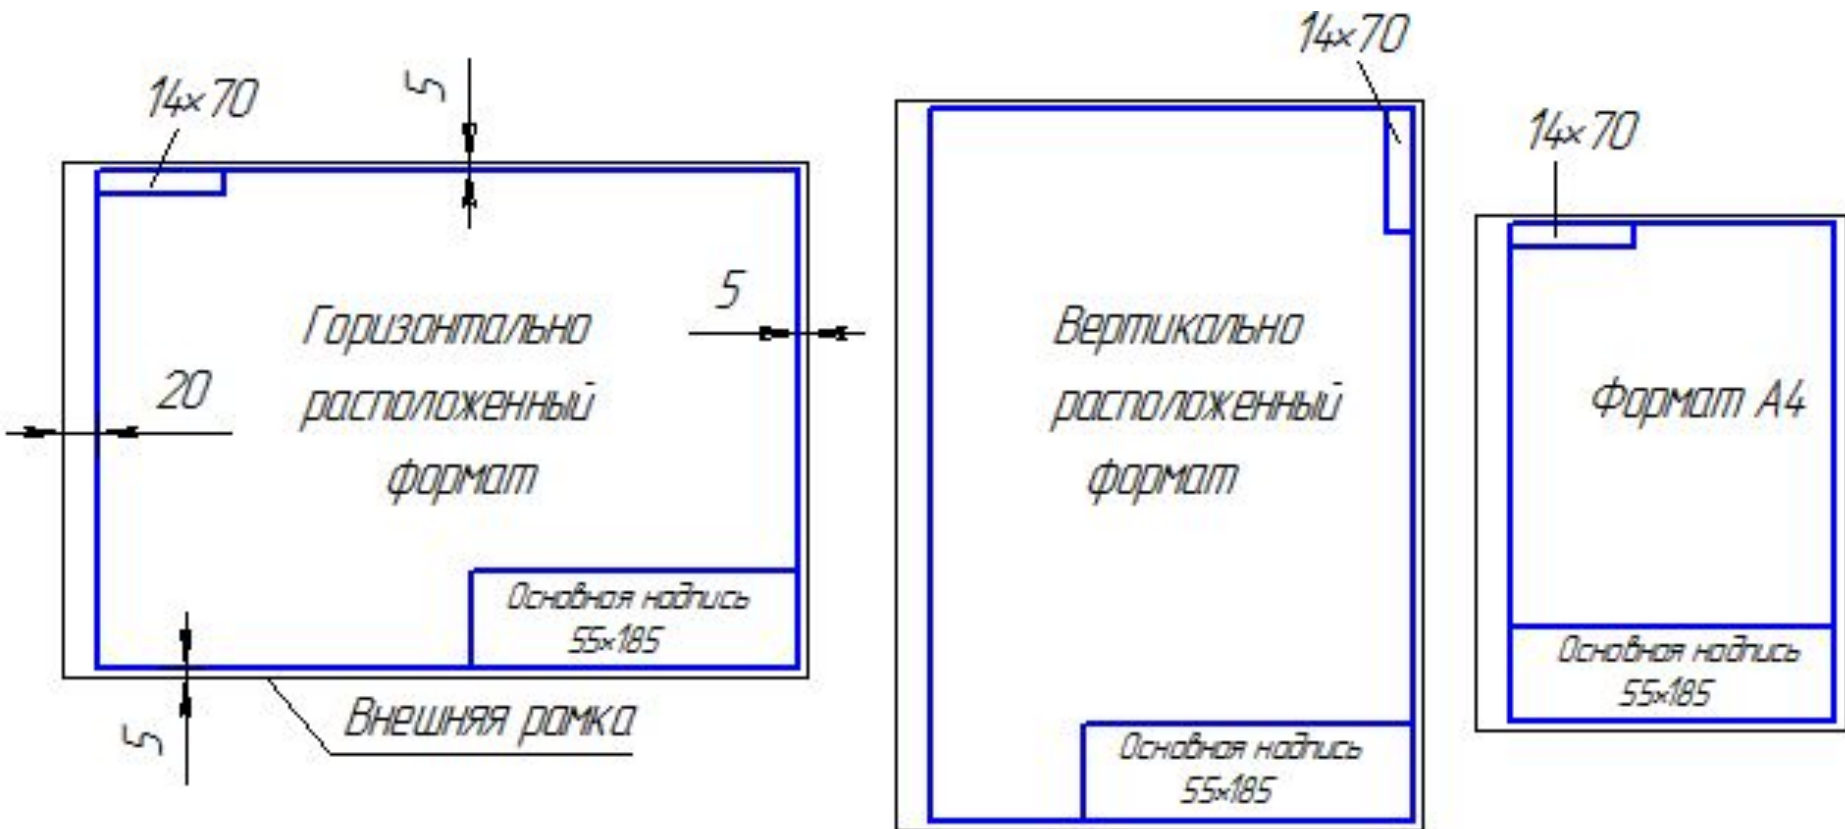 14×70
5
5
20
Горизонтально
расположенный
формат
Основная надпись
55×185
5
Внешняя рамка
14×70
Вертикально
расположенный
формат
Основная надпись
55×185
14×70
Формат А4
Основная надпись
55×185